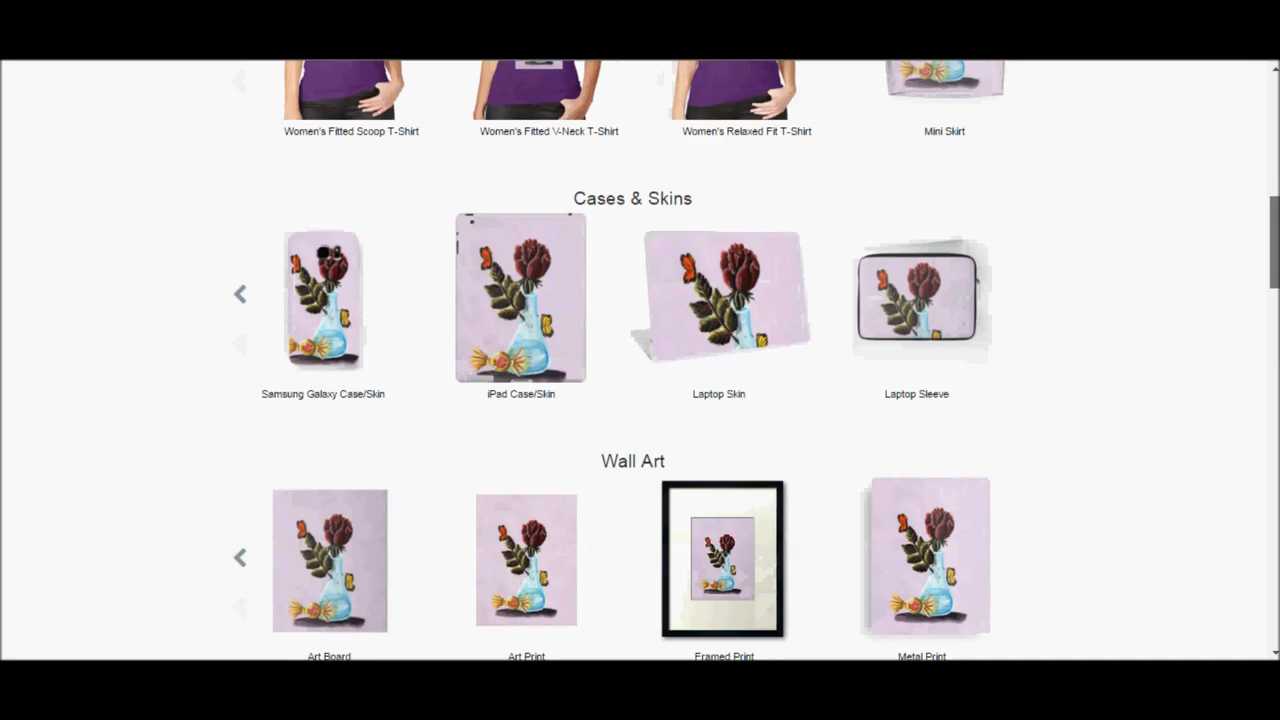 Women's Fitted Scoop T-Shirt
Women's Fitted V-Neck T-Shirt
Women's Relaxed Fit T-Shirt
Mini Skirt
Cases & Skins
Samsung Galaxy Case/Skin
iPad Case/Skin
Laptop Skin
Laptop Sleeve
Wall Art
Art Board
Art Print
Framed Print
Metal Print